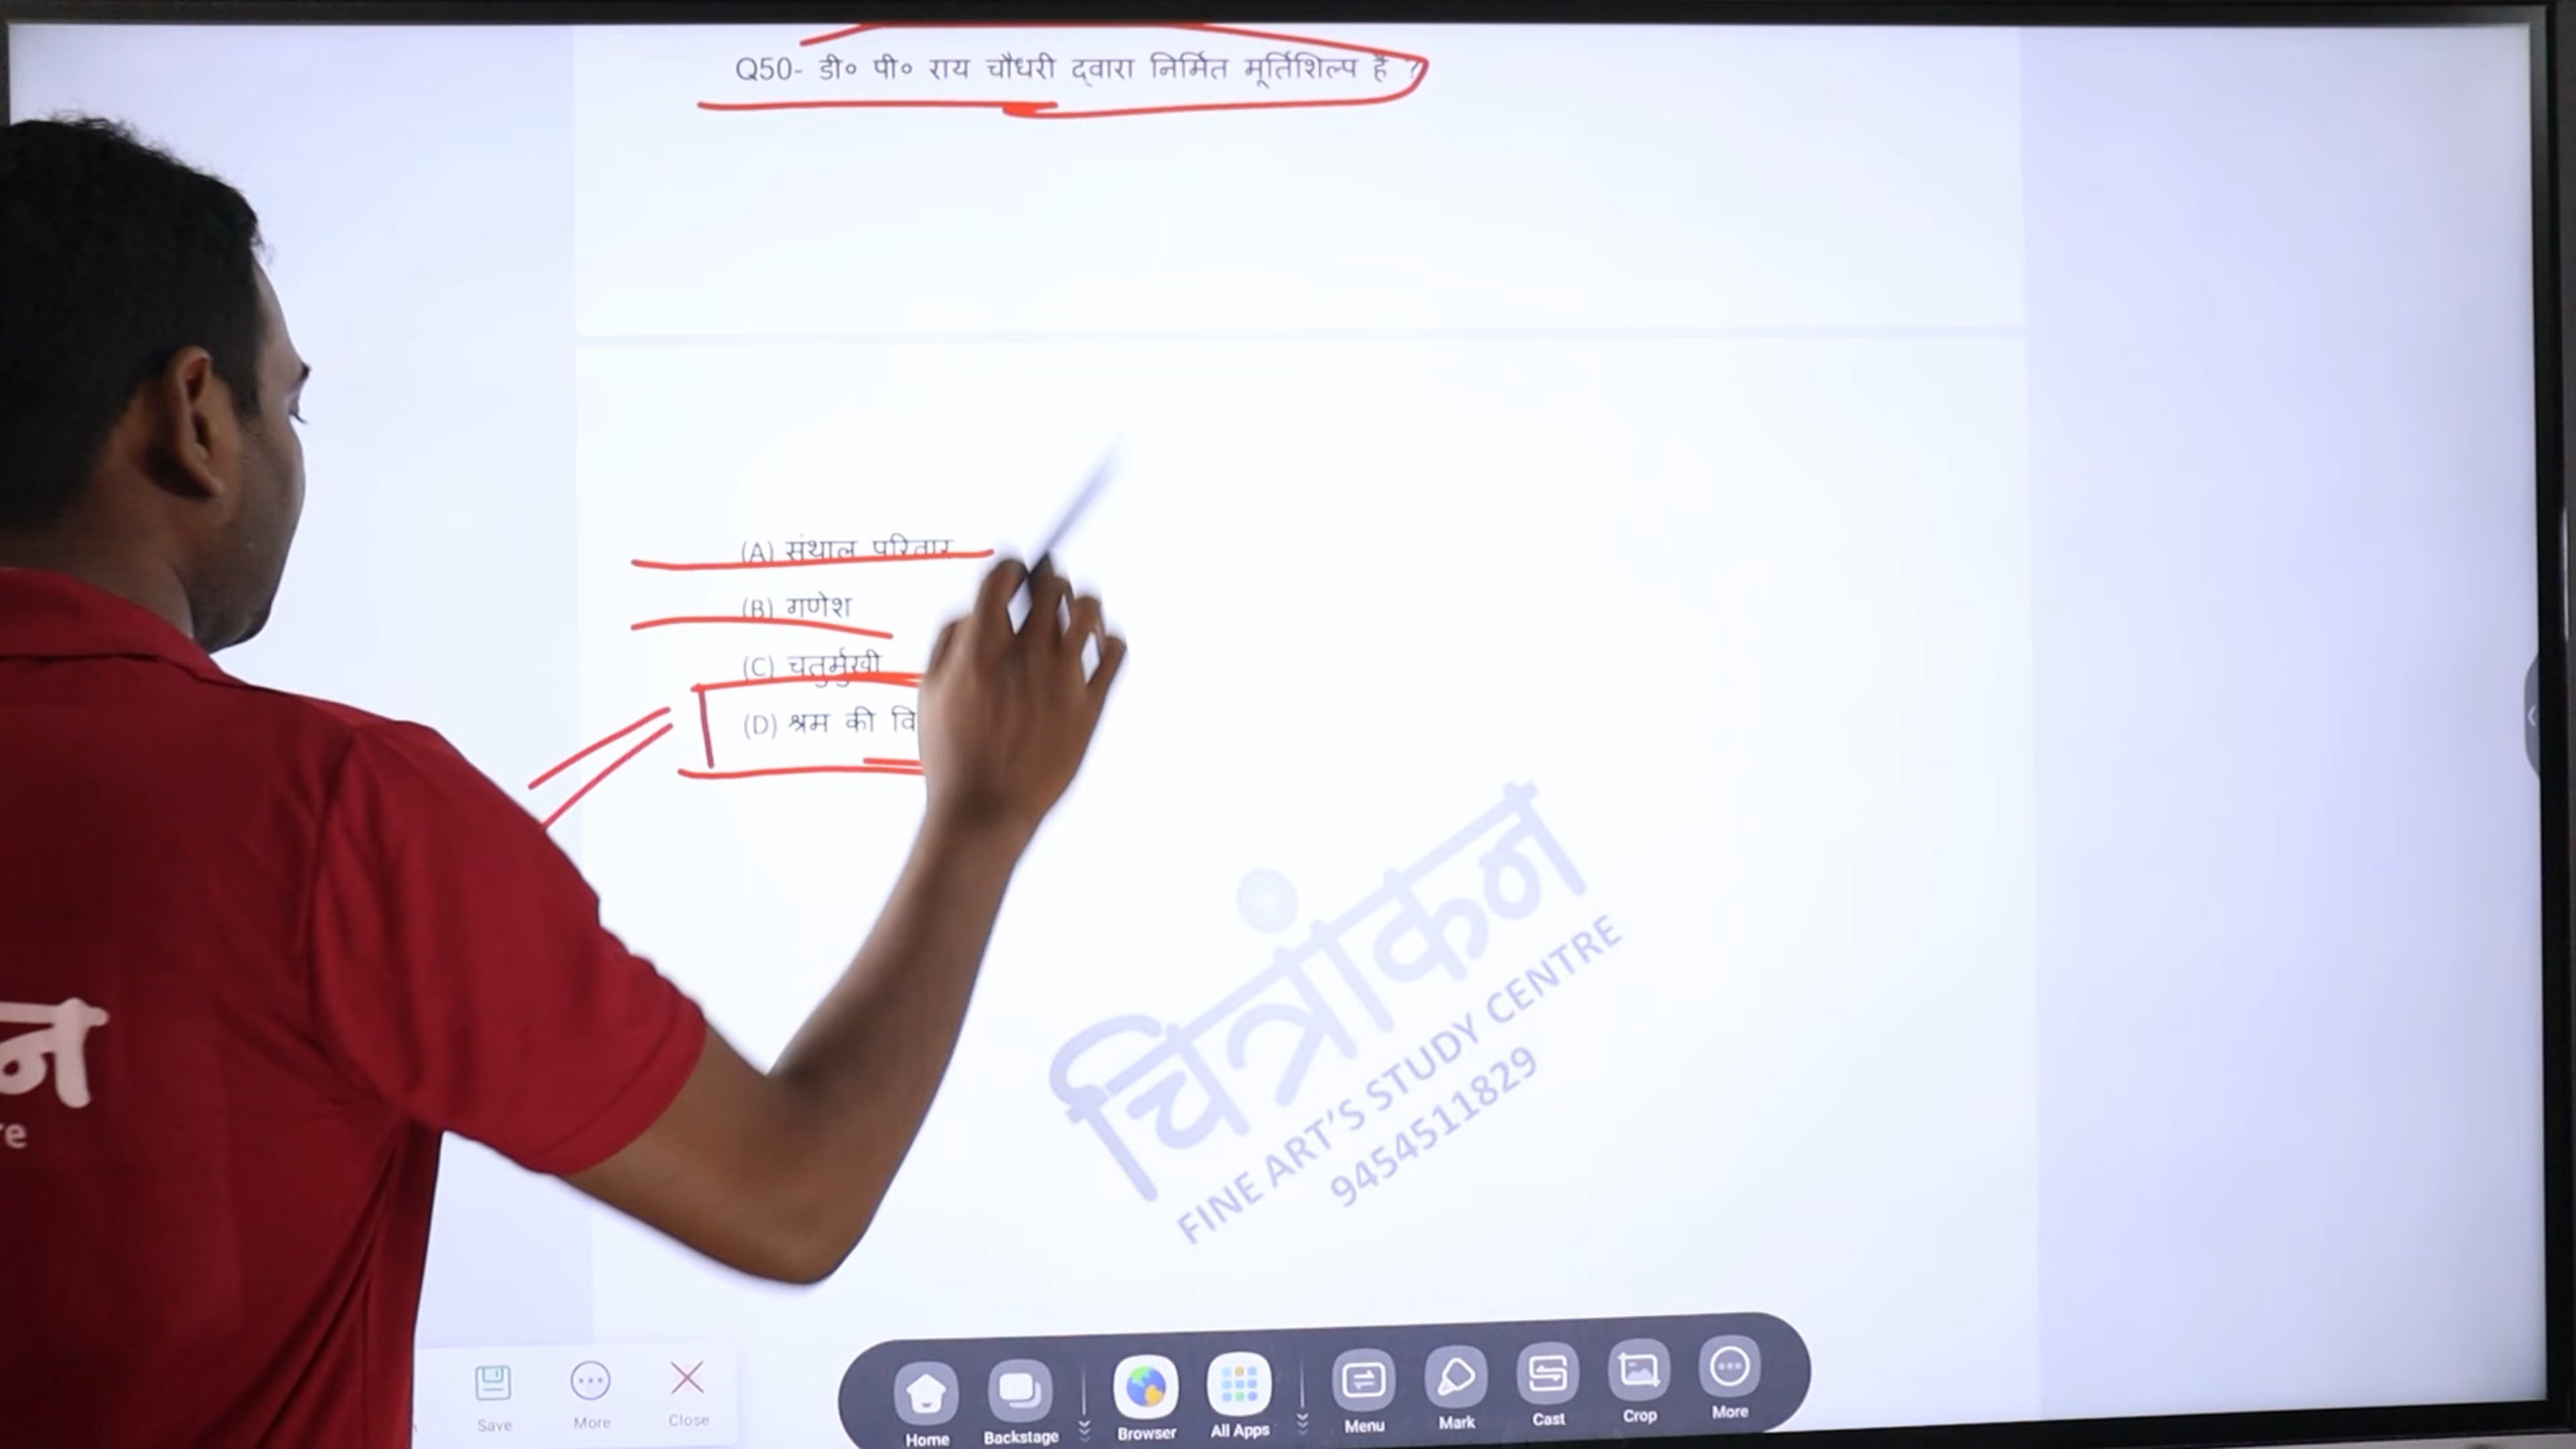 Q50- डी० पी० राय चौधरी द्वारा निर्मित मूर्तिशिल्प है ?
(A) संथाल परिवार
(B) गणेश
(C) चतुर्मुखी
(D) श्रम की वि
चित्रांकन
FINE ART'S STUDY CENTRE
9454511829
न
re
Save
More
Close
Home
Backstage
Browser
All Apps
Menu
Mark
Cast
Crop
More